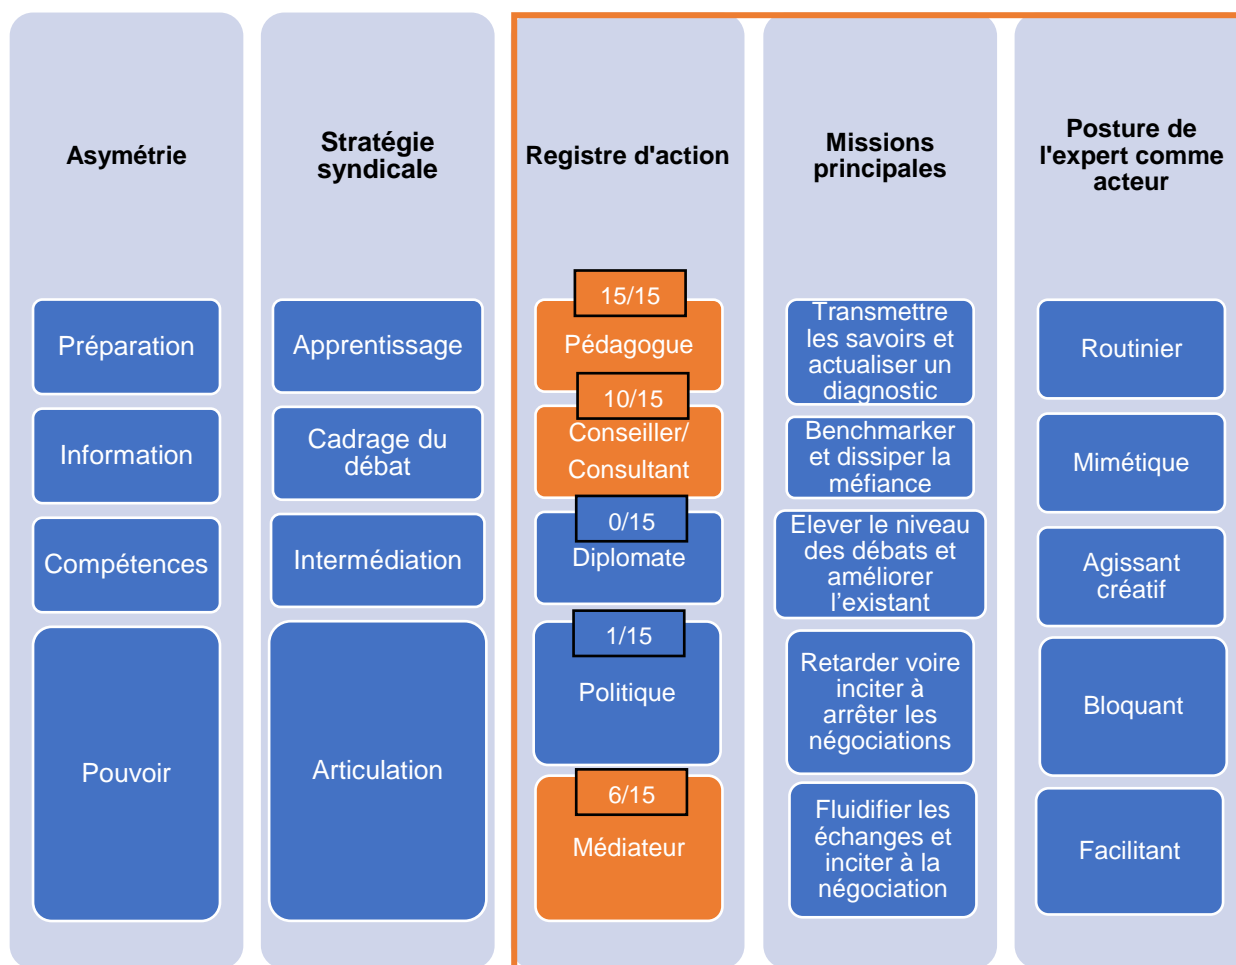 Asymétrie
Préparation
Information
Compétences
Pouvoir
Stratégie
syndicale
Apprentissage
Cadrage du
débat
Intermédiation
Articulation
Registre d'action
15/15
Pédagogue
10/15
Conseiller/
Consultant
0/15
Diplomate
1/15
Politique
6/15
Médiateur
Missions
principales
Transmettre
les savoirs et
actualiser un
diagnostic
Benchmarker
et dissiper la
méfiance
Elever le niveau
des débats et
améliorer
l’existant
Retarder voire
inciter à
arrêter les
négociations
Fluidifier les
échanges et
inciter à la
négociation
Posture de
l'expert comme
acteur
Routinier
Mimétique
Agissant
créatif
Bloquant
Facilitant